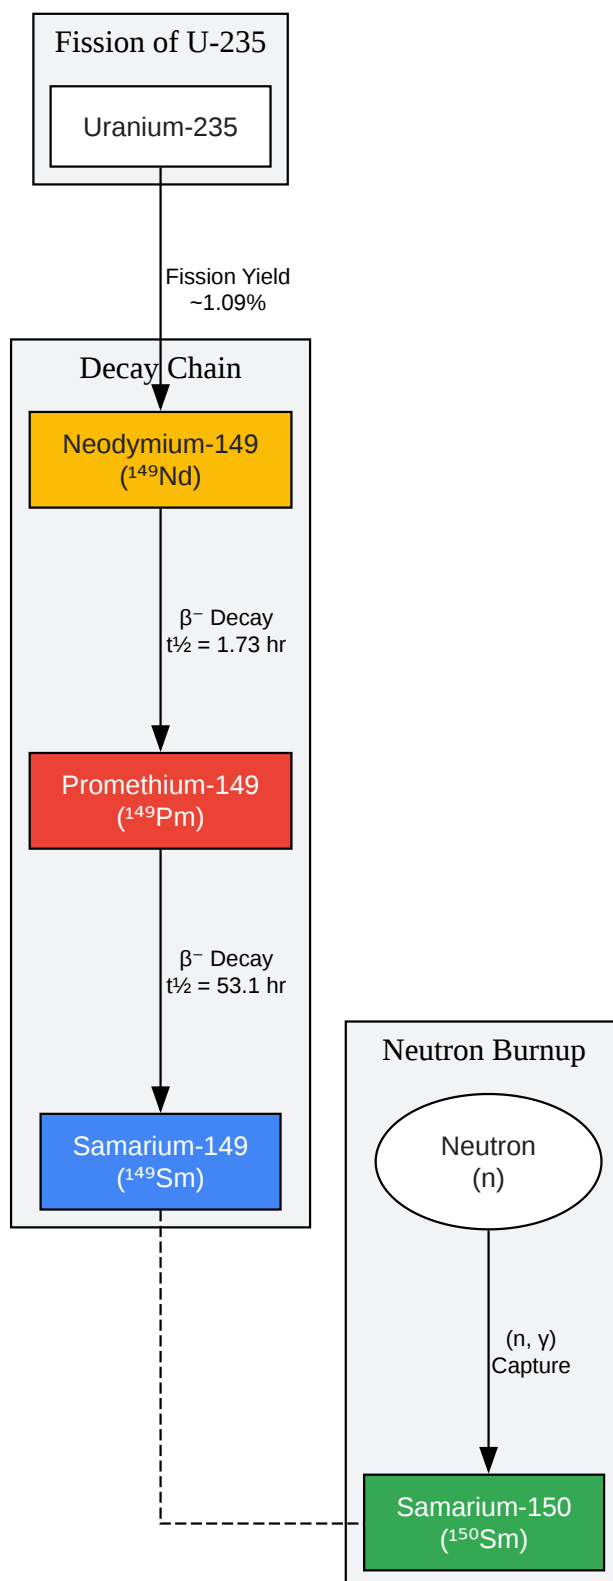 Fission of U-235
Uranium-235
Fission Yield
~1.09%
Decay Chain
Neodymium-149
(¹⁴⁹Nd)
β⁻ Decay
t½ = 1.73 hr
Promethium-149
(¹⁴⁹Pm)
β⁻ Decay
t½ = 53.1 hr
Samarium-149
(¹⁴⁹Sm)
Neutron Burnup
Neutron
(n)
(n, γ)
Capture
Samarium-150
(¹⁵⁰Sm)